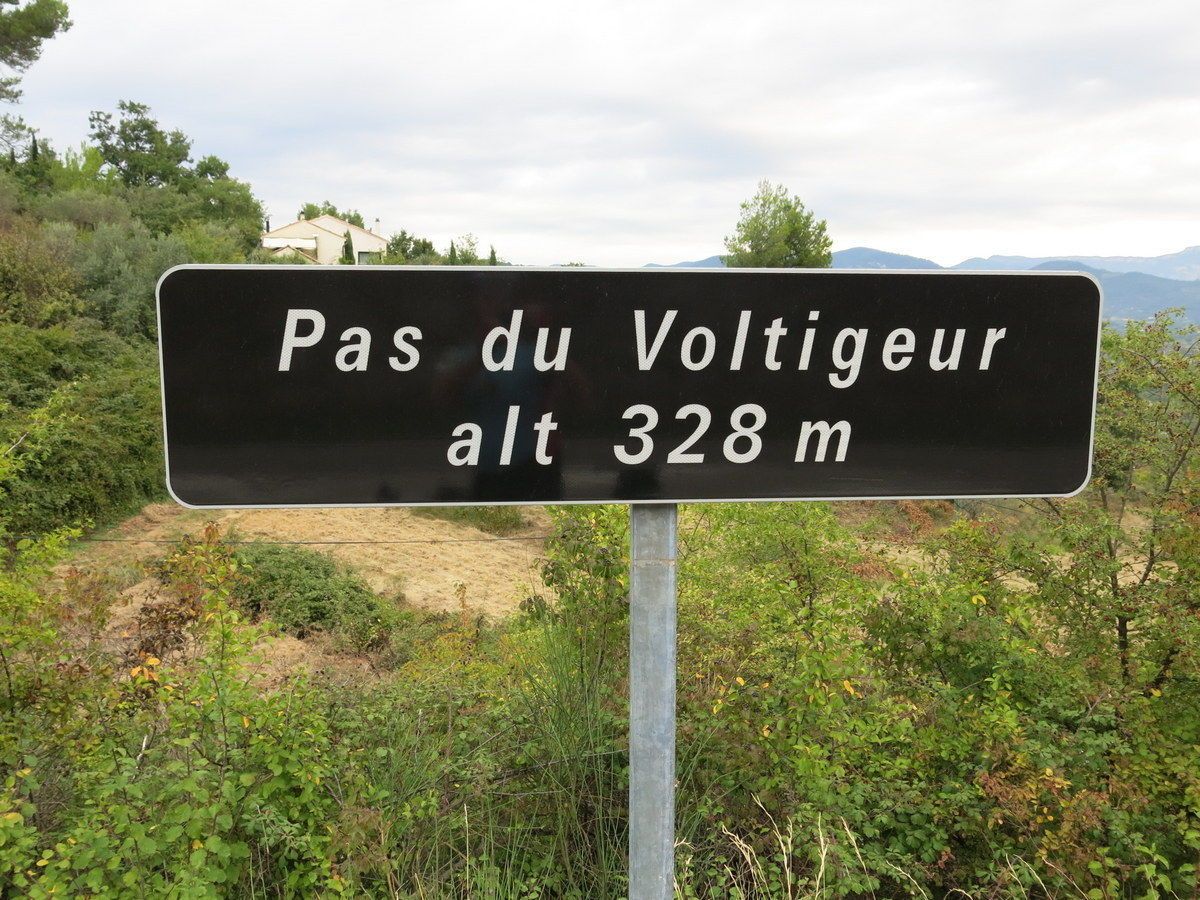 Pas du Voltigeur
alt 328 m